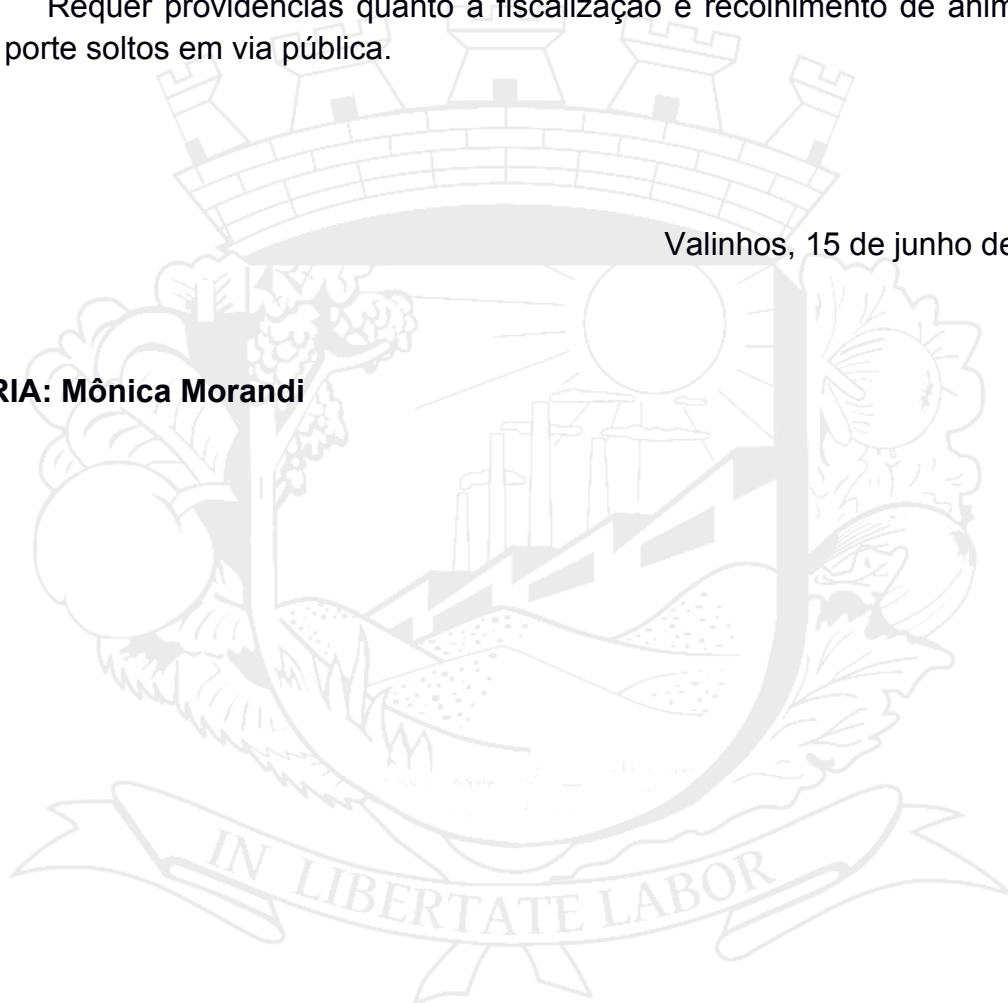 Requer providências quanto à fiscalização e recolhimento de anim
porte soltos em via pública.
Valinhos, 15 de junho de
RIA: Mônica Morandi
IN LIBERTATE LABOR